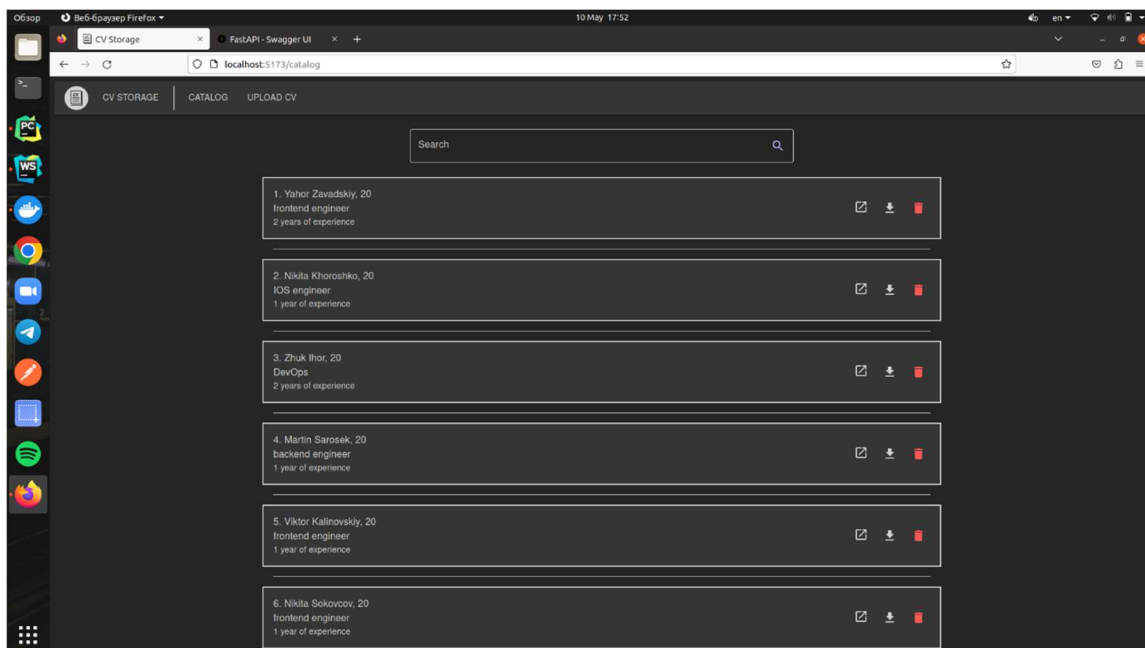 Обзор Веб-браузер Firefox 10 May 17:52 en
CV Storage × FastAPI - Swagger UI × +
localhost:5173/catalog
CV STORAGE CATALOG UPLOAD CV
Search
1. Yahor Zavadskiy, 20
frontend engineer
2 years of experience
2. Nikita Khoroshko, 20
IOS engineer
1 year of experience
3. Zhuk Ihor, 20
DevOps
2 years of experience
4. Martin Sarosek, 20
backend engineer
1 year of experience
5. Viktor Kalinovskiy, 20
frontend engineer
1 year of experience
6. Nikita Sokovcov, 20
frontend engineer
1 year of experience
PC
WS